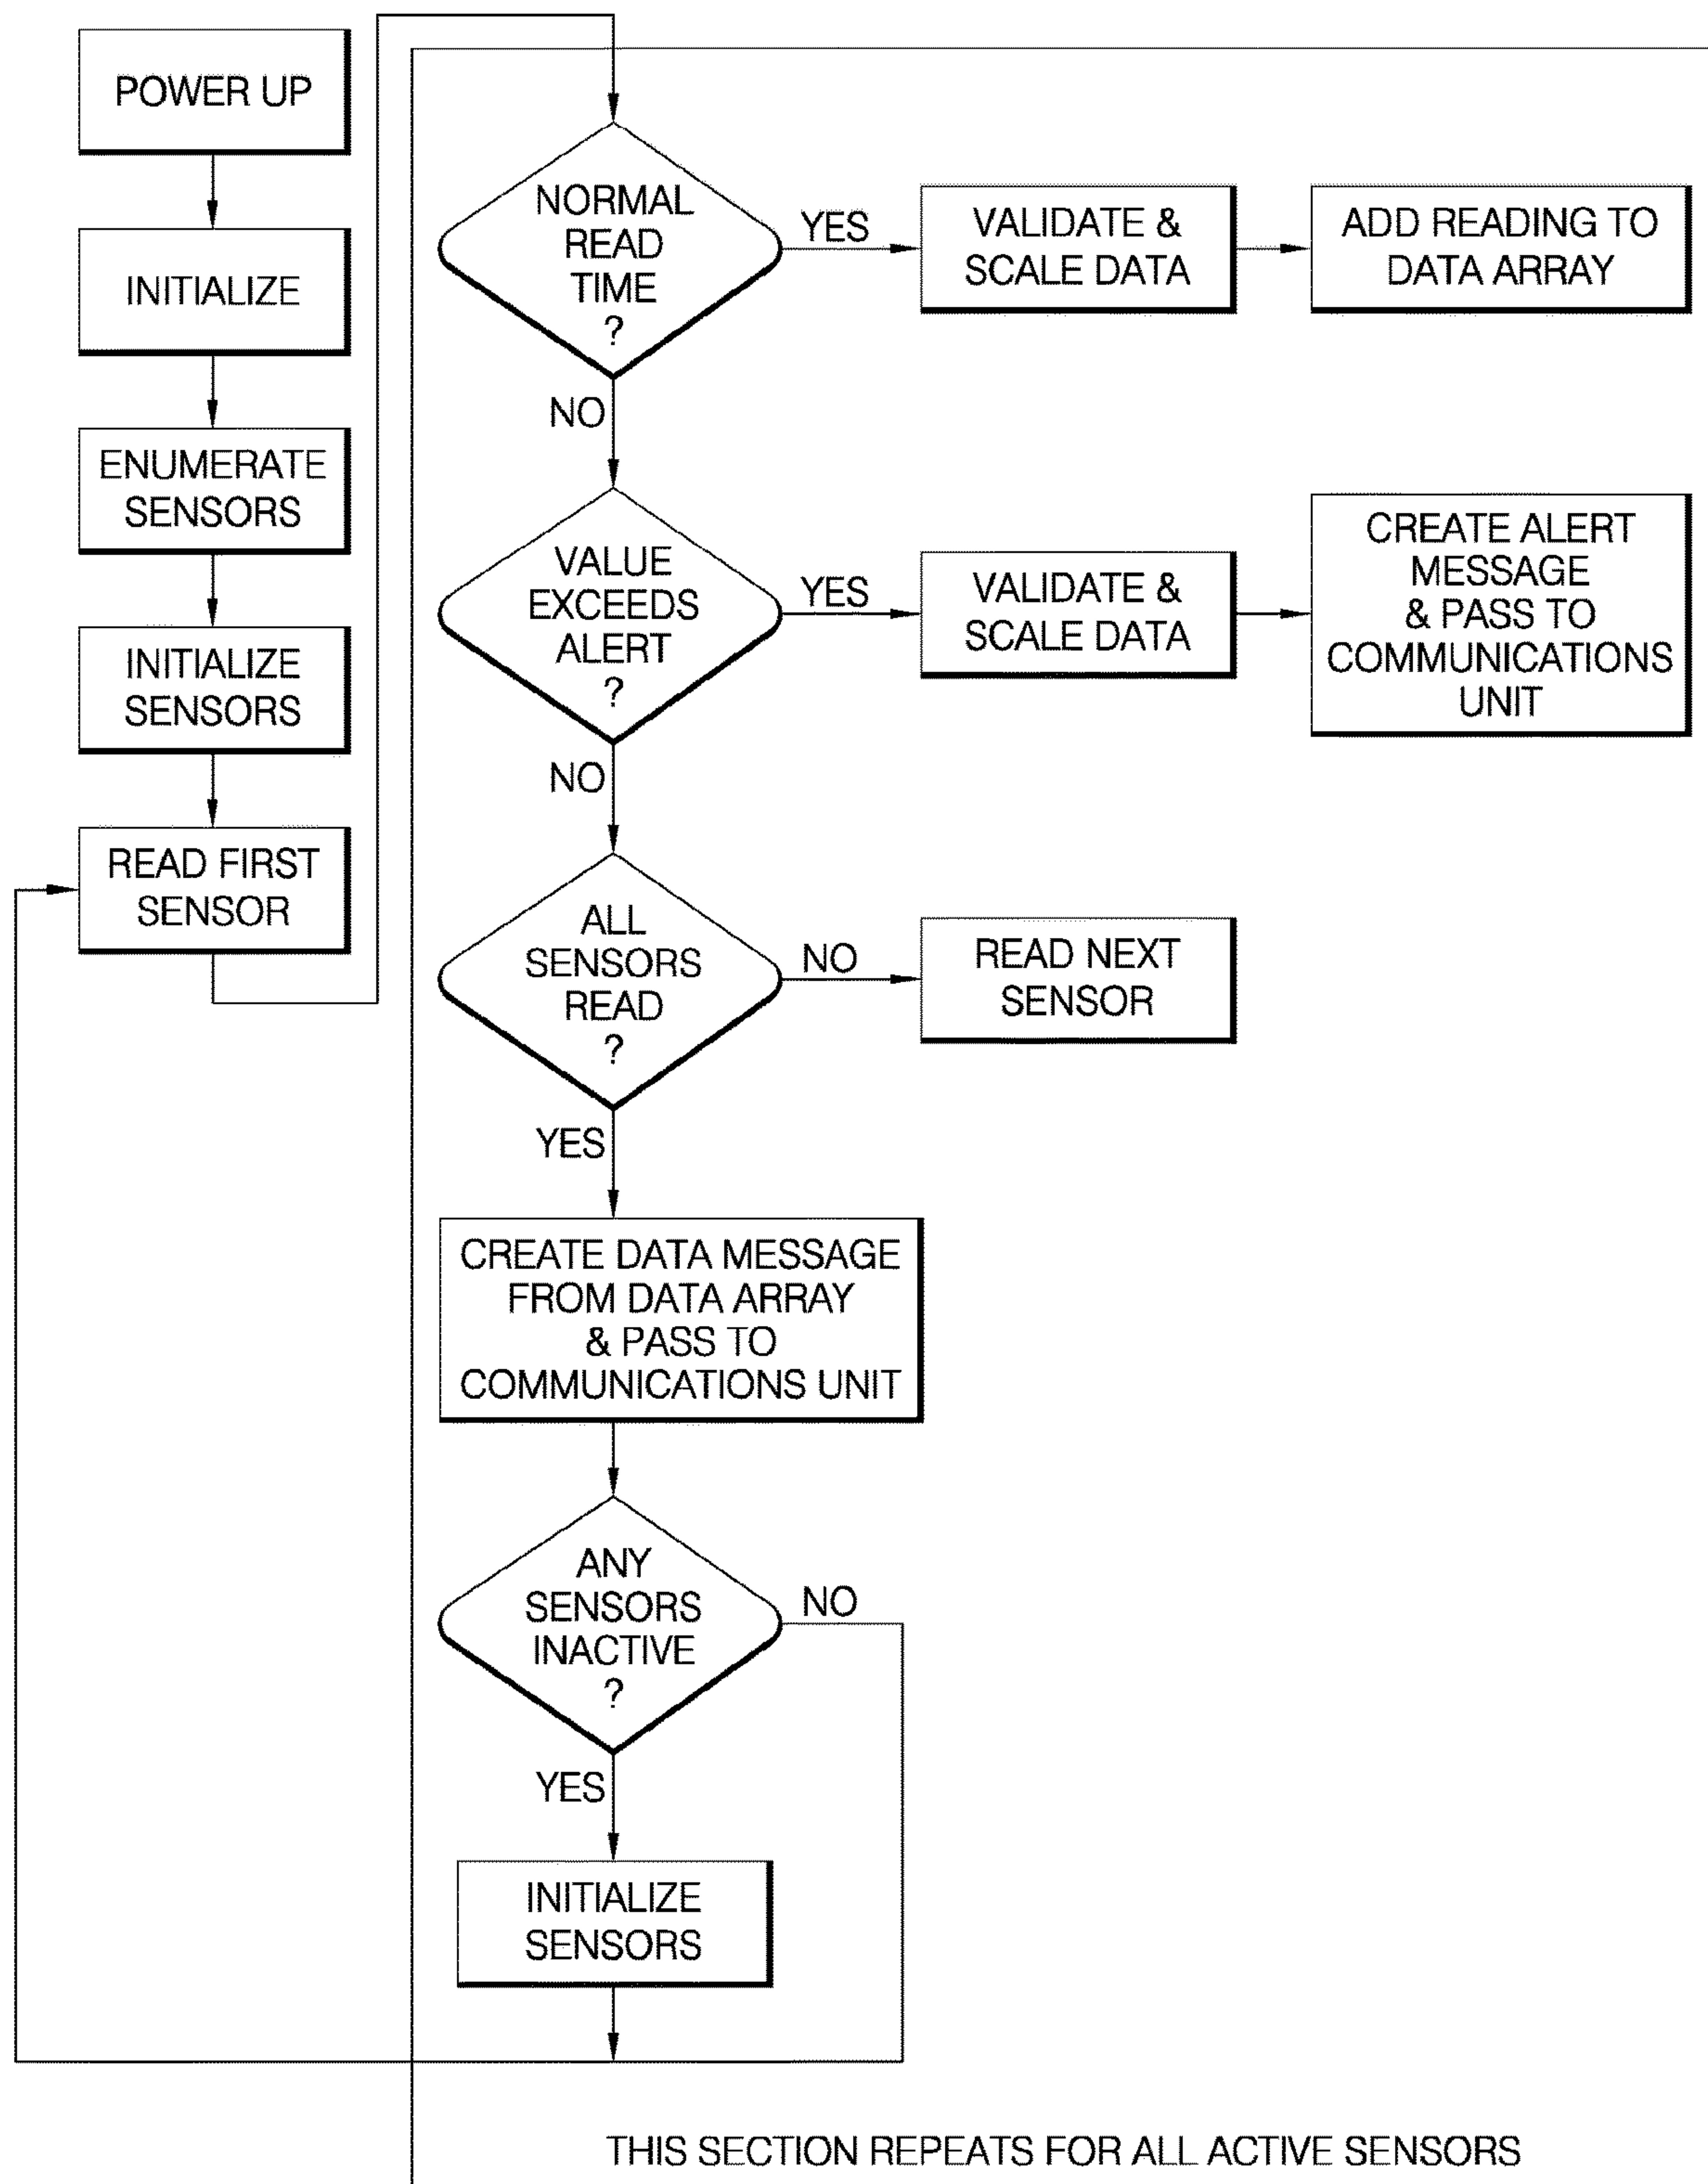 POWER UP
INITIALIZE
ENUMERATE
SENSORS
INITIALIZE
SENSORS
READ FIRST
SENSOR
NORMAL
READ
TIME
?
YES
VALIDATE &
SCALE DATA
ADD READING TO
DATA ARRAY
NO
VALUE
EXCEEDS
ALERT
?
YES
VALIDATE &
SCALE DATA
CREATE ALERT
MESSAGE
& PASS TO
COMMUNICATIONS
UNIT
NO
ALL
SENSORS
READ
?
NO
READ NEXT
SENSOR
YES
CREATE DATA MESSAGE
FROM DATA ARRAY
& PASS TO
COMMUNICATIONS UNIT
ANY
SENSORS
INACTIVE
?
NO
YES
INITIALIZE
SENSORS
THIS SECTION REPEATS FOR ALL ACTIVE SENSORS